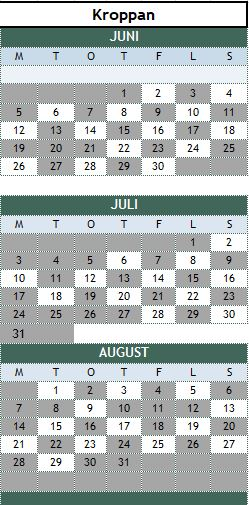 Kroppan
JUNI
M T O T F L S
1 2 3 4
5 6 7 8 9 10 11
12 13 14 15 16 17 18
19 20 21 22 23 24 25
26 27 28 29 30
JULI
M T O T F L S
1 2
3 4 5 6 7 8 9
10 11 12 13 14 15 16
17 18 19 20 21 22 23
24 25 26 27 28 29 30
31
AUGUST
M T O T F L S
1 2 3 4 5 6
7 8 9 10 11 12 13
14 15 16 17 18 19 20
21 22 23 24 25 26 27
28 29 30 31